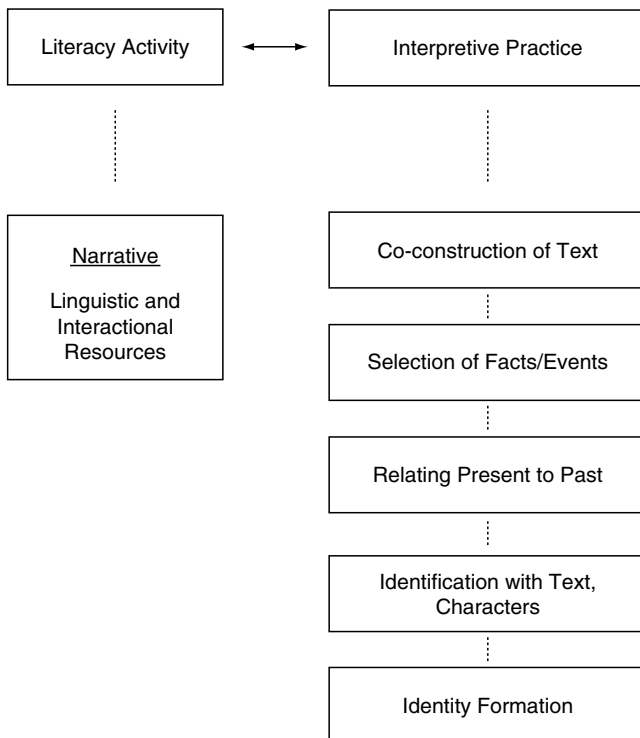 Literacy Activity
Interpretive Practice
Narrative
Linguistic and
Interactional
Resources
Co-construction of Text
Selection of Facts/Events
Relating Present to Past
Identification with Text,
Characters
Identity Formation